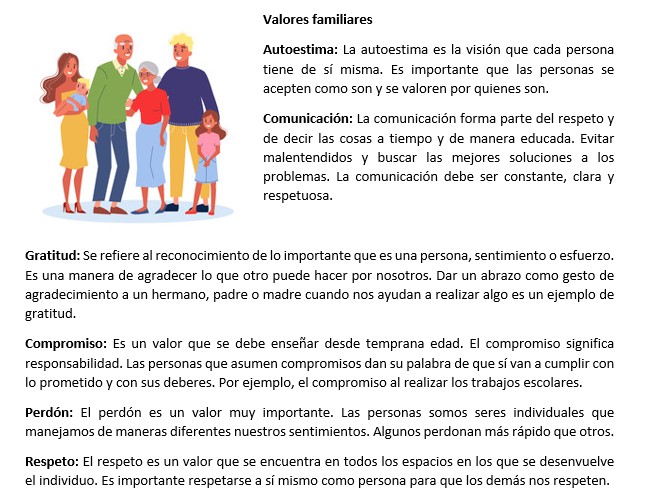 Valores familiares
Autoestima: La autoestima es la visión que cada persona
tiene de sí misma. Es importante que las personas se
acepten como son y se valoren por quienes son.
Comunicación: La comunicación forma parte del respeto y
de decir las cosas a tiempo y de manera educada. Evitar
malentendidos y buscar las mejores soluciones a los
problemas. La comunicación debe ser constante, clara y
respetuosa.
Gratitud: Se refiere al reconocimiento de lo importante que es una persona, sentimiento o esfuerzo.
Es una manera de agradecer lo que otro puede hacer por nosotros. Dar un abrazo como gesto de
agradecimiento a un hermano, padre o madre cuando nos ayudan a realizar algo es un ejemplo de
gratitud.
Compromiso: Es un valor que se debe enseñar desde temprana edad. El compromiso significa
responsabilidad. Las personas que asumen compromisos dan su palabra de que sí van a cumplir con
lo prometido y con sus deberes. Por ejemplo, el compromiso al realizar los trabajos escolares.
Perdón: El perdón es un valor muy importante. Las personas somos seres individuales que
manejamos de maneras diferentes nuestros sentimientos. Algunos perdonan más rápido que otros.
Respeto: El respeto es un valor que se encuentra en todos los espacios en los que se desenvuelve
el individuo. Es importante respetarse a sí mismo como persona para que los demás nos respeten.